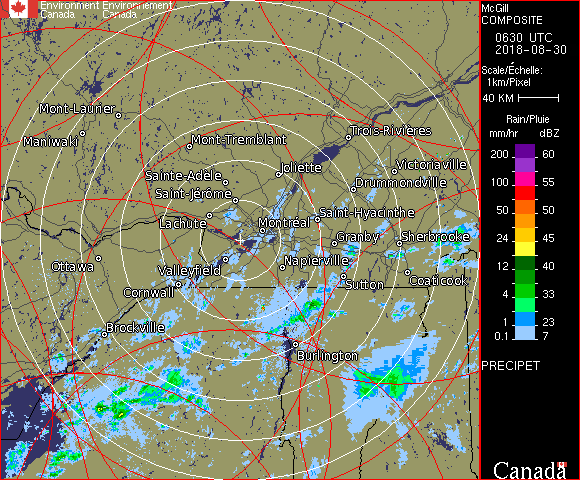 Environment Environnement
Canada Canada
McGill
COMPOSITE
0630 UTC
2018-08-30
Scale/Échelle:
1km/Pixel
40 KM
Rain/Pluie
mm/hr dBZ
200 60
100 55
50 50
24 45
12 40
4 33
1 23
0.1 7
PRECIPET
Canada
Mont-Laurier
Maniwaki
Mont-Tremblant
Trois-Rivières
Victoriaville
Drummondville
Joliette
Sainte-Adèle
Saint-Jérôme
Lachute
Montréal
Saint-Hyacinthe
Granby
Sherbrooke
Ottawa
Valleyfield
Napierville
Cornwall
Sutton
Coaticook
Brockville
Burlington